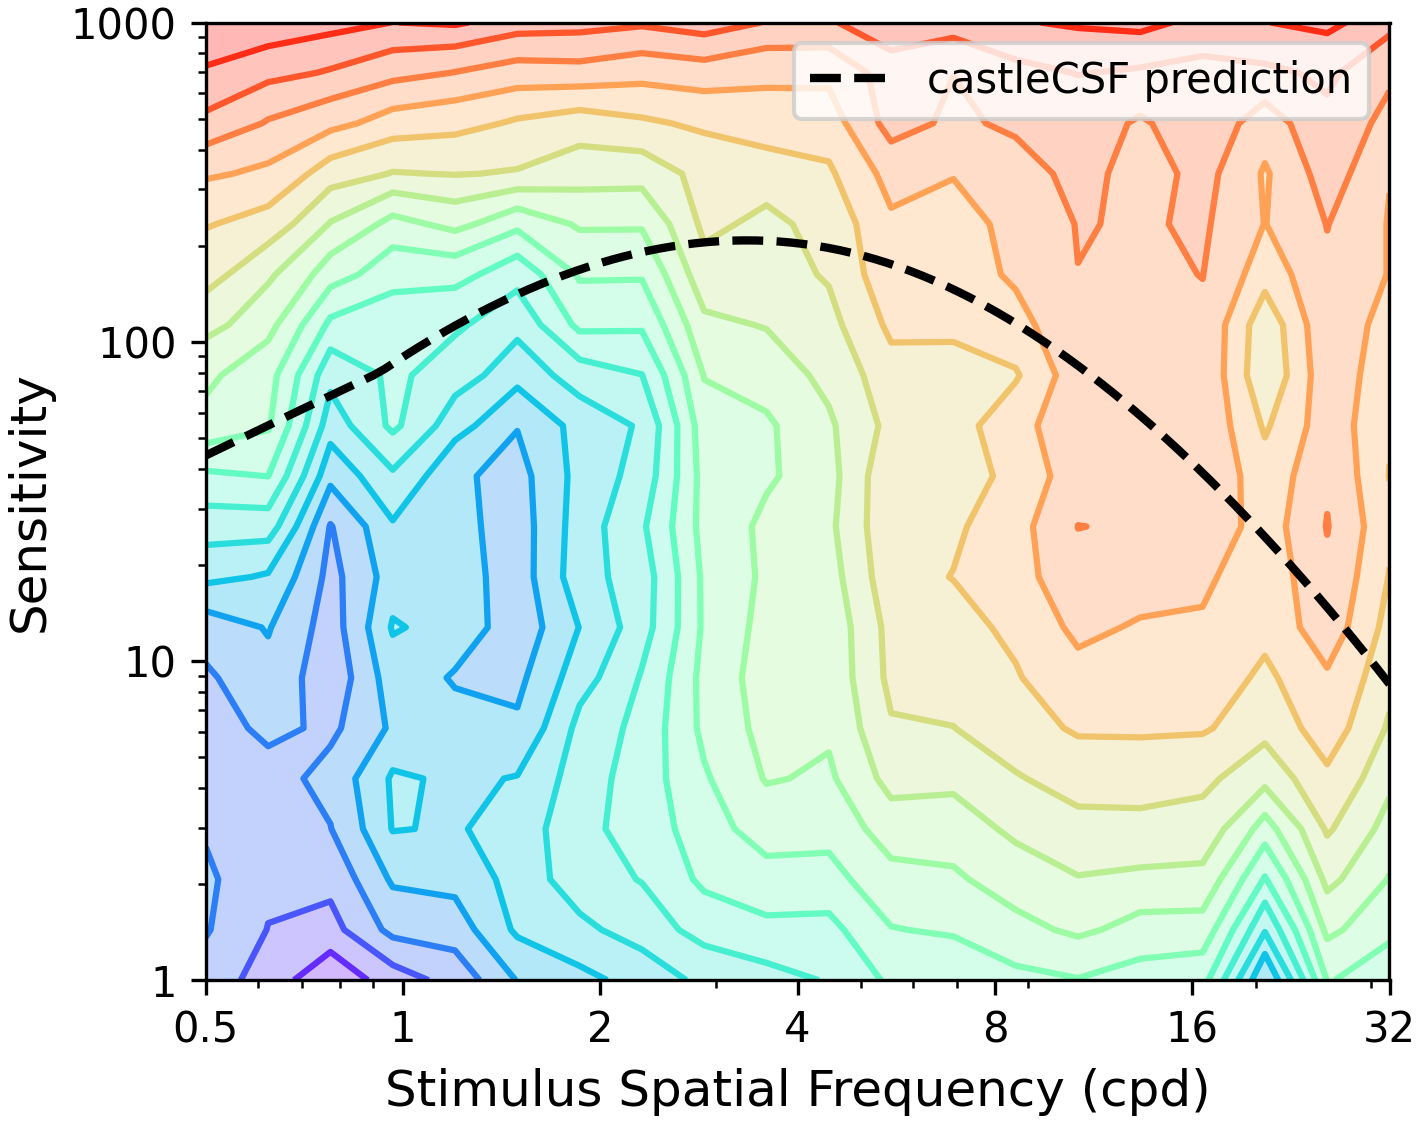 1000
100
10
1
Sensitivity
castleCSF prediction
0.5 1 2 4 8 16 32
Stimulus Spatial Frequency (cpd)